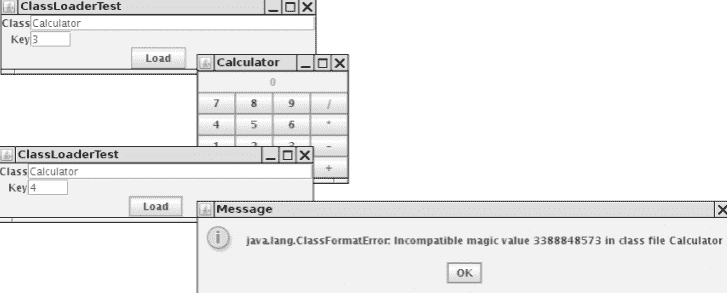 ClassLoaderTest
Class Calculator
Key 3
Load
Calculator
0
7 8 9 /
4 5 6 *
-
+
ClassLoaderTest
Class Calculator
Key 4
Load
Message
java.lang.ClassFormatError: Incompatible magic value 3388848573 in class file Calculator
OK